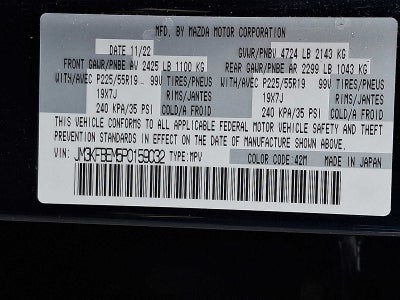 MFD. BY MAZDA MOTOR CORPORATION
DATE 11/22 GVWR/PNBV 4724 LB 2143 KG
FRONT GAWR/PNBE AV 2425 LB 1100 KG REAR GAWR/PNBE AR 2299 LB 1043 KG
WITH/AVEC P225/55R19 99V TIRES/PNEUS WITH/AVEC P225/55R19 99V TIRES/PNEUS
19X7J RIMS/JANTES 19X7J RIMS/JANTES
240 KPA/35 PSI COLD/A FROID 240 KPA/35 PSI COLD/A FROID
THIS VEHICLE CONFORMS TO ALL APPLICABLE FEDERAL MOTOR VEHICLE SAFETY AND THEFT
PREVENTION STANDARDS IN EFFECT ON THE DATE OF MANUFACTURE SHOWN ABOVE.
VIN: JM3KFBEM5P0159032 TYPE:MPV COLOR CODE:42M MADE IN JAPAN